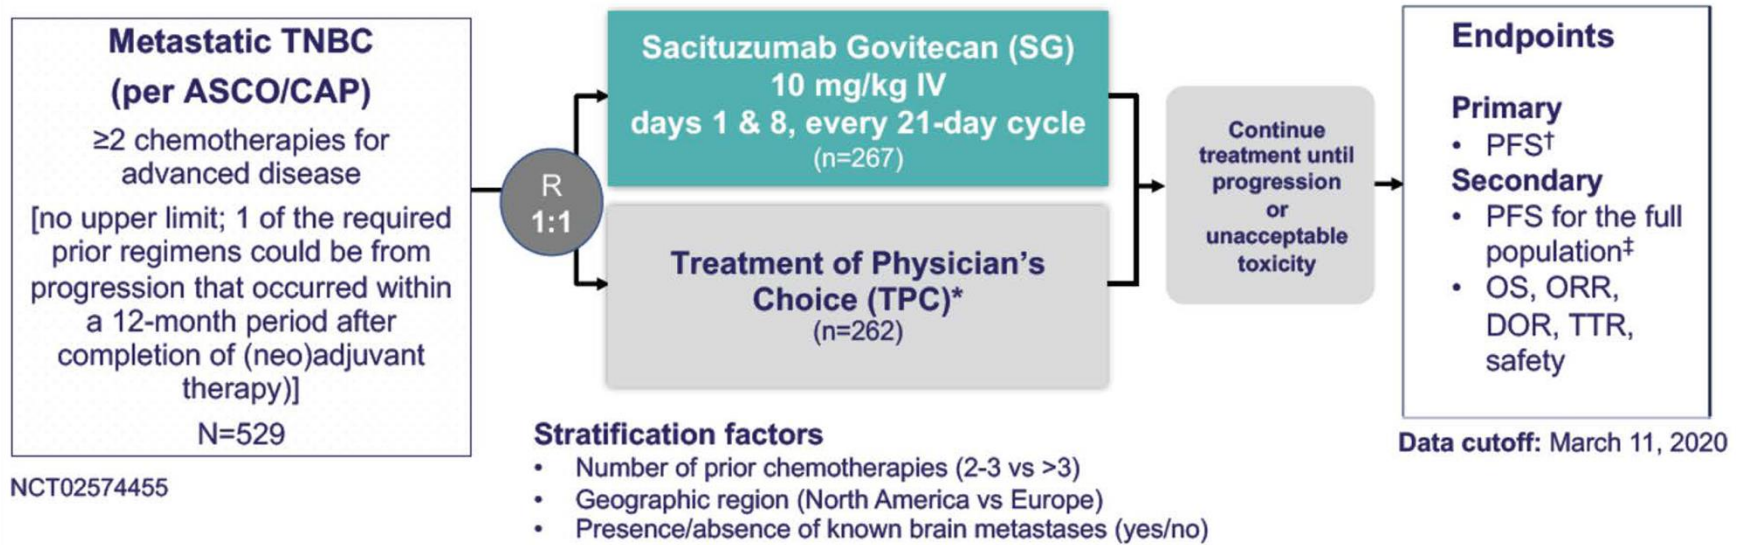 Metastatic TNBC
(per ASCO/CAP)
≥2 chemotherapies for
advanced disease
[no upper limit; 1 of the required
prior regimens could be from
progression that occurred within
a 12-month period after
completion of (neo)adjuvant
therapy)]
N=529
NCT02574455
R
1:1
Sacituzumab Govitecan (SG)
10 mg/kg IV
days 1 & 8, every 21-day cycle
(n=267)
Treatment of Physician's
Choice (TPC)*
(n=262)
Stratification factors
• Number of prior chemotherapies (2-3 vs >3)
• Geographic region (North America vs Europe)
• Presence/absence of known brain metastases (yes/no)
Continue
treatment until
progression
or
unacceptable
toxicity
Endpoints
Primary
• PFS†
Secondary
• PFS for the full
population‡
• OS, ORR,
DOR, TTR,
safety
Data cutoff: March 11, 2020